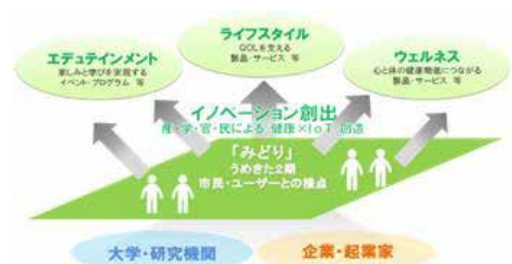 ライフスタイル
QOLを支える
製品・サービス 等
エデュテインメント
楽しみと学びを実現する
イベント・プログラム 等
ウェルネス
心と体の健康増進につながる
製品・サービス 等
イノベーション創出
産・学・官・民による 健康×IoT 創造
「みどり」
うめきた2期
市民・ユーザーとの接点
大学・研究機関
企業・起業家